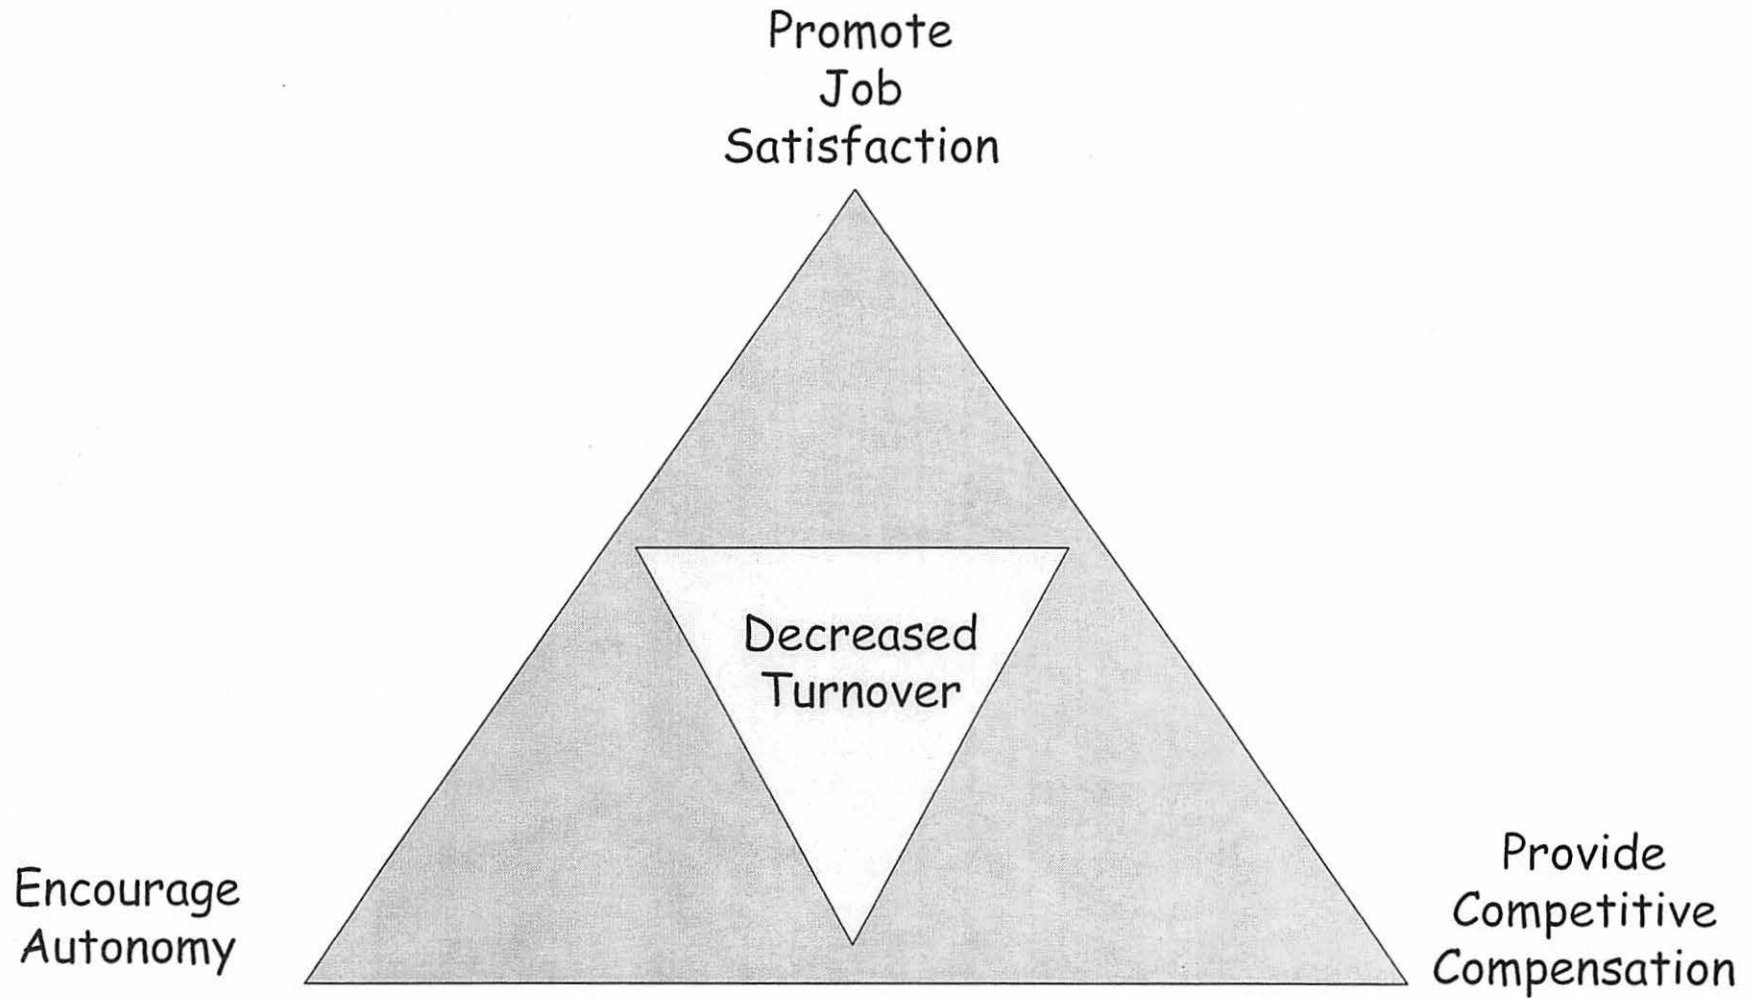 Promote
Job
Satisfaction
Decreased
Turnover
Encourage
Autonomy
Provide
Competitive
Compensation